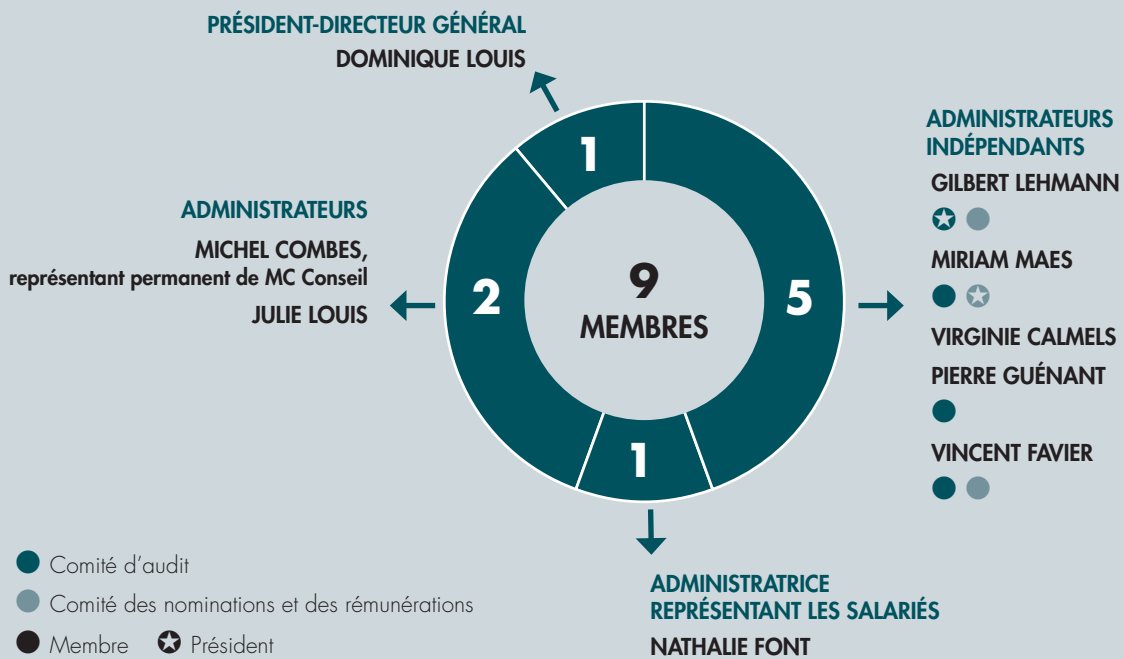 PRÉSIDENT-DIRECTEUR GÉNÉRAL
DOMINIQUE LOUIS
1
ADMINISTRATEURS
MICHEL COMBES,
représentant permanent de MC Conseil
JULIE LOUIS
2
9
MEMBRES
5
ADMINISTRATEURS
INDÉPENDANTS
GILBERT LEHMANN
MIRIAM MAES
VIRGINIE CALMELS
PIERRE GUÉNANT
VINCENT FAVIER
1
ADMINISTRATRICE
REPRÉSENTANT LES SALARIÉS
NATHALIE FONT
Comité d'audit
Comité des nominations et des rémunérations
Membre Président